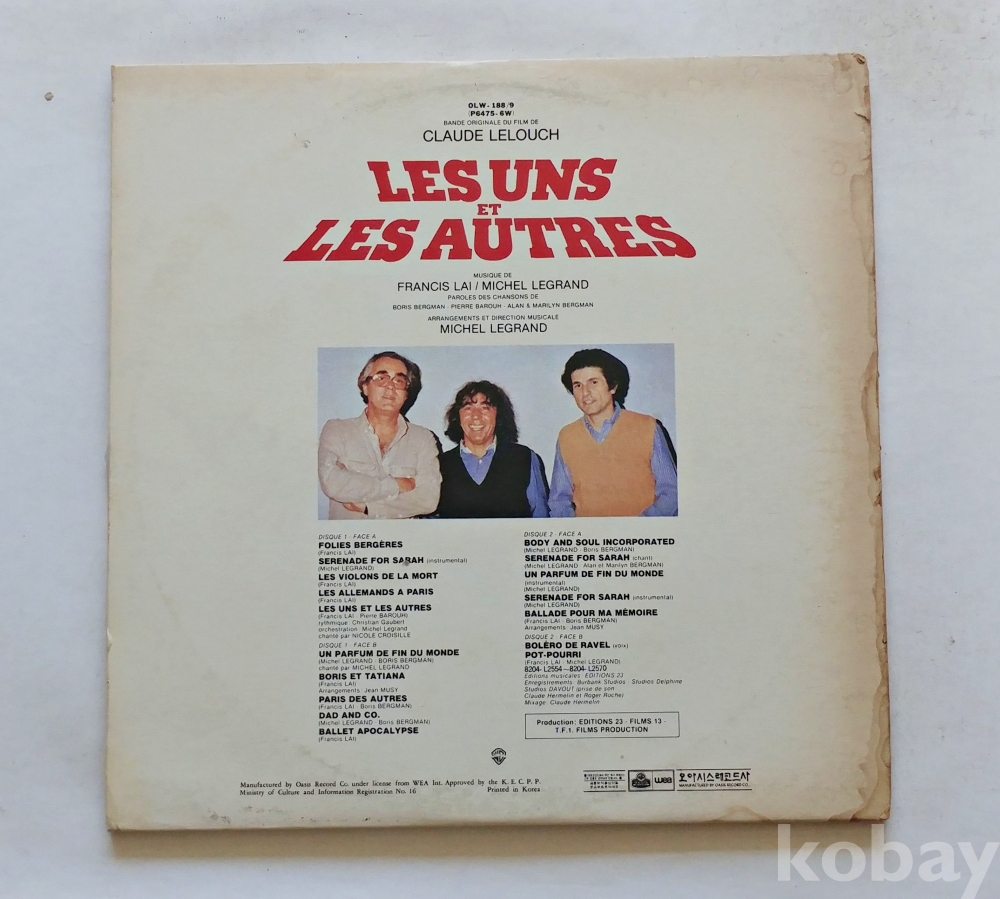 OLW - 188/9
(P6475-6W)
BANDE ORIGINALE DU FILM DE
CLAUDE LELOUCH
LES UNS
ET
LES AUTRES
MUSIQUE DE
FRANCIS LAI / MICHEL LEGRAND
PAROLES DES CHANSONS DE
BORIS BERGMAN · PIERRE BAROUH · ALAN & MARILYN BERGMAN
ARRANGEMENTS ET DIRECTION MUSICALE
MICHEL LEGRAND
DISQUE 1 · FACE A
FOLIES BERGÈRES
(Francis LAI)
SERENADE FOR SARAH (instrumental)
(Michel LEGRAND)
LES VIOLONS DE LA MORT
(Francis LAI)
LES ALLEMANDS A PARIS
(Francis LAI)
LES UNS ET LES AUTRES
(Francis LAI · Pierre BAROUH)
rythmique: Christian Gaubert
orchestration: Michel Legrand
chanté par NICOLE CROISILLE
DISQUE 1 · FACE B
UN PARFUM DE FIN DU MONDE
(Michel LEGRAND · BORIS BERGMAN)
chanté par MICHEL LEGRAND
BORIS ET TATIANA
(Francis LAI)
Arrangements: Jean MUSY
PARIS DES AUTRES
(Francis LAI · Boris BERGMAN)
DAD AND CO.
(Michel LEGRAND · Boris BERGMAN)
BALLET APOCALYPSE
(Francis LAI)
DISQUE 2 · FACE A
BODY AND SOUL INCORPORATED
(Michel LEGRAND · Boris BERGMAN)
SERENADE FOR SARAH (chant)
(Michel LEGRAND · Alan et Marilyn BERGMAN)
UN PARFUM DE FIN DU MONDE
(instrumental)
(Michel LEGRAND)
SERENADE FOR SARAH (instrumental)
(Michel LEGRAND)
BALLADE POUR MA MÉMOIRE
(Francis LAI · Boris BERGMAN)
Arrangements: Jean MUSY
DISQUE 2 · FACE B
BOLÉRO DE RAVEL (voix)
POT-POURRI
(Francis LAI · Michel LEGRAND)
8204-L2554~8204-L2570
Editions musicales: EDITIONS 23
Enregistrements: Burbank Studios · Studios Delphine
Studios DAVOUT (prise de son
Claude Hermelin et Roger Roche)
Mixage: Claude Hermelin
Production: EDITIONS 23 · FILMS 13 ·
T.F.1. FILMS PRODUCTION
Manufactured by Oasis Record Co. under license from WEA Int. Approved by the K. E. C. P. P.
Ministry of Culture and Information Registration No. 16 Printed in Korea
wea
오아시스레코드사
MANUFACTURED BY OASIS RECORD CO.
kobay